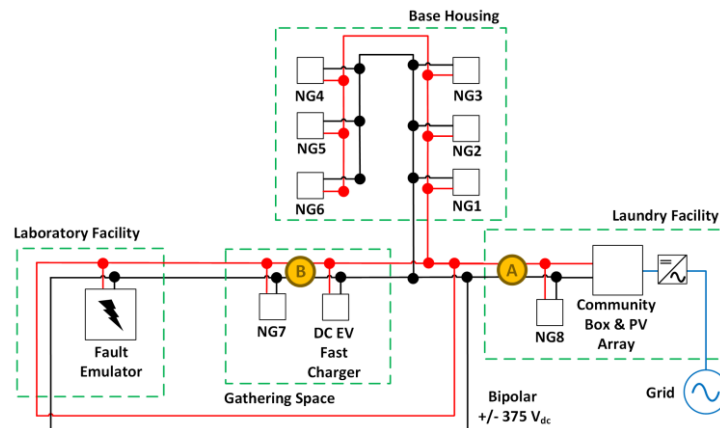 Base Housing
NG4
NG3
NG5
NG2
NG6
NG1
Laboratory Facility
Laundry Facility
B
A
NG7
DC EV
Fast
Charger
NG8
Community
Box & PV
Array
Fault
Emulator
Gathering Space
Bipolar
+/- 375 Vdc
Grid